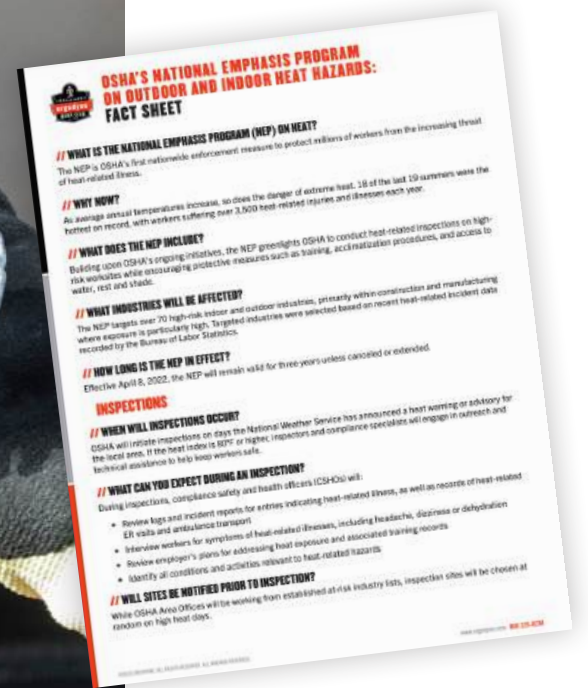 OSHA'S NATIONAL EMPHASIS PROGRAM
ON OUTDOOR AND INDOOR HEAT HAZARDS:
FACT SHEET
ergodyne
// WHAT IS THE NATIONAL EMPHASIS PROGRAM (NEP) ON HEAT?
The NEP is OSHA's first nationwide enforcement measure to protect millions of workers from the increasing threat
of heat-related illness.
// WHY NOW?
As average annual temperatures increase, so does the danger of extreme heat. 18 of the last 19 summers were the
hottest on record, with workers suffering over 3,500 heat-related injuries and illnesses each year.
// WHAT DOES THE NEP INCLUDE?
Building upon OSHA's ongoing initiatives, the NEP greenlights OSHA to conduct heat-related inspections on high-
risk worksites while encouraging protective measures such as training, acclimatization procedures, and access to
water, rest and shade.
// WHAT INDUSTRIES WILL BE AFFECTED?
The NEP targets over 70 high-risk indoor and outdoor industries, primarily within construction and manufacturing
where exposure is particularly high. Targeted industries were selected based on recent heat-related incident data
recorded by the Bureau of Labor Statistics.
// HOW LONG IS THE NEP IN EFFECT?
Effective April 8, 2022, the NEP will remain valid for three years unless canceled or extended.
INSPECTIONS
// WHEN WILL INSPECTIONS OCCUR?
OSHA will initiate inspections on days the National Weather Service has announced a heat warning or advisory for
the local area. If the heat index is 80°F or higher, inspectors and compliance specialists will engage in outreach and
technical assistance to help keep workers safe.
// WHAT CAN YOU EXPECT DURING AN INSPECTION?
During inspections, compliance safety and health officers (CSHOs) will:
• Review logs and incident reports for entries indicating heat-related illness, as well as records of heat-related
ER visits and ambulance transport
• Interview workers for symptoms of heat-related illnesses, including headache, dizziness or dehydration
• Review employer's plans for addressing heat exposure and associated training records
• Identify all conditions and activities relevant to heat-related hazards
// WILL SITES BE NOTIFIED PRIOR TO INSPECTION?
While OSHA Area Offices will be working from established at-risk industry lists, inspection sites will be chosen at
random on high heat days.